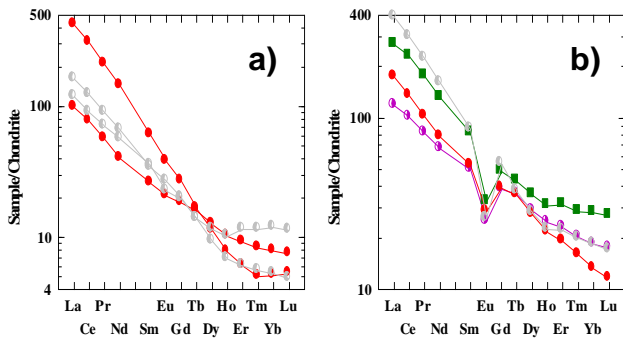 500
100
10
4
Sample/Chondrite
a)
La Pr Sm Eu Tb Ho Tm Lu
Ce Nd Gd Dy Er Yb
400
100
10
Sample/Chondrite
b)
La Pr Eu Tb Ho Tm Lu
Ce Nd Sm Gd Dy Er Yb